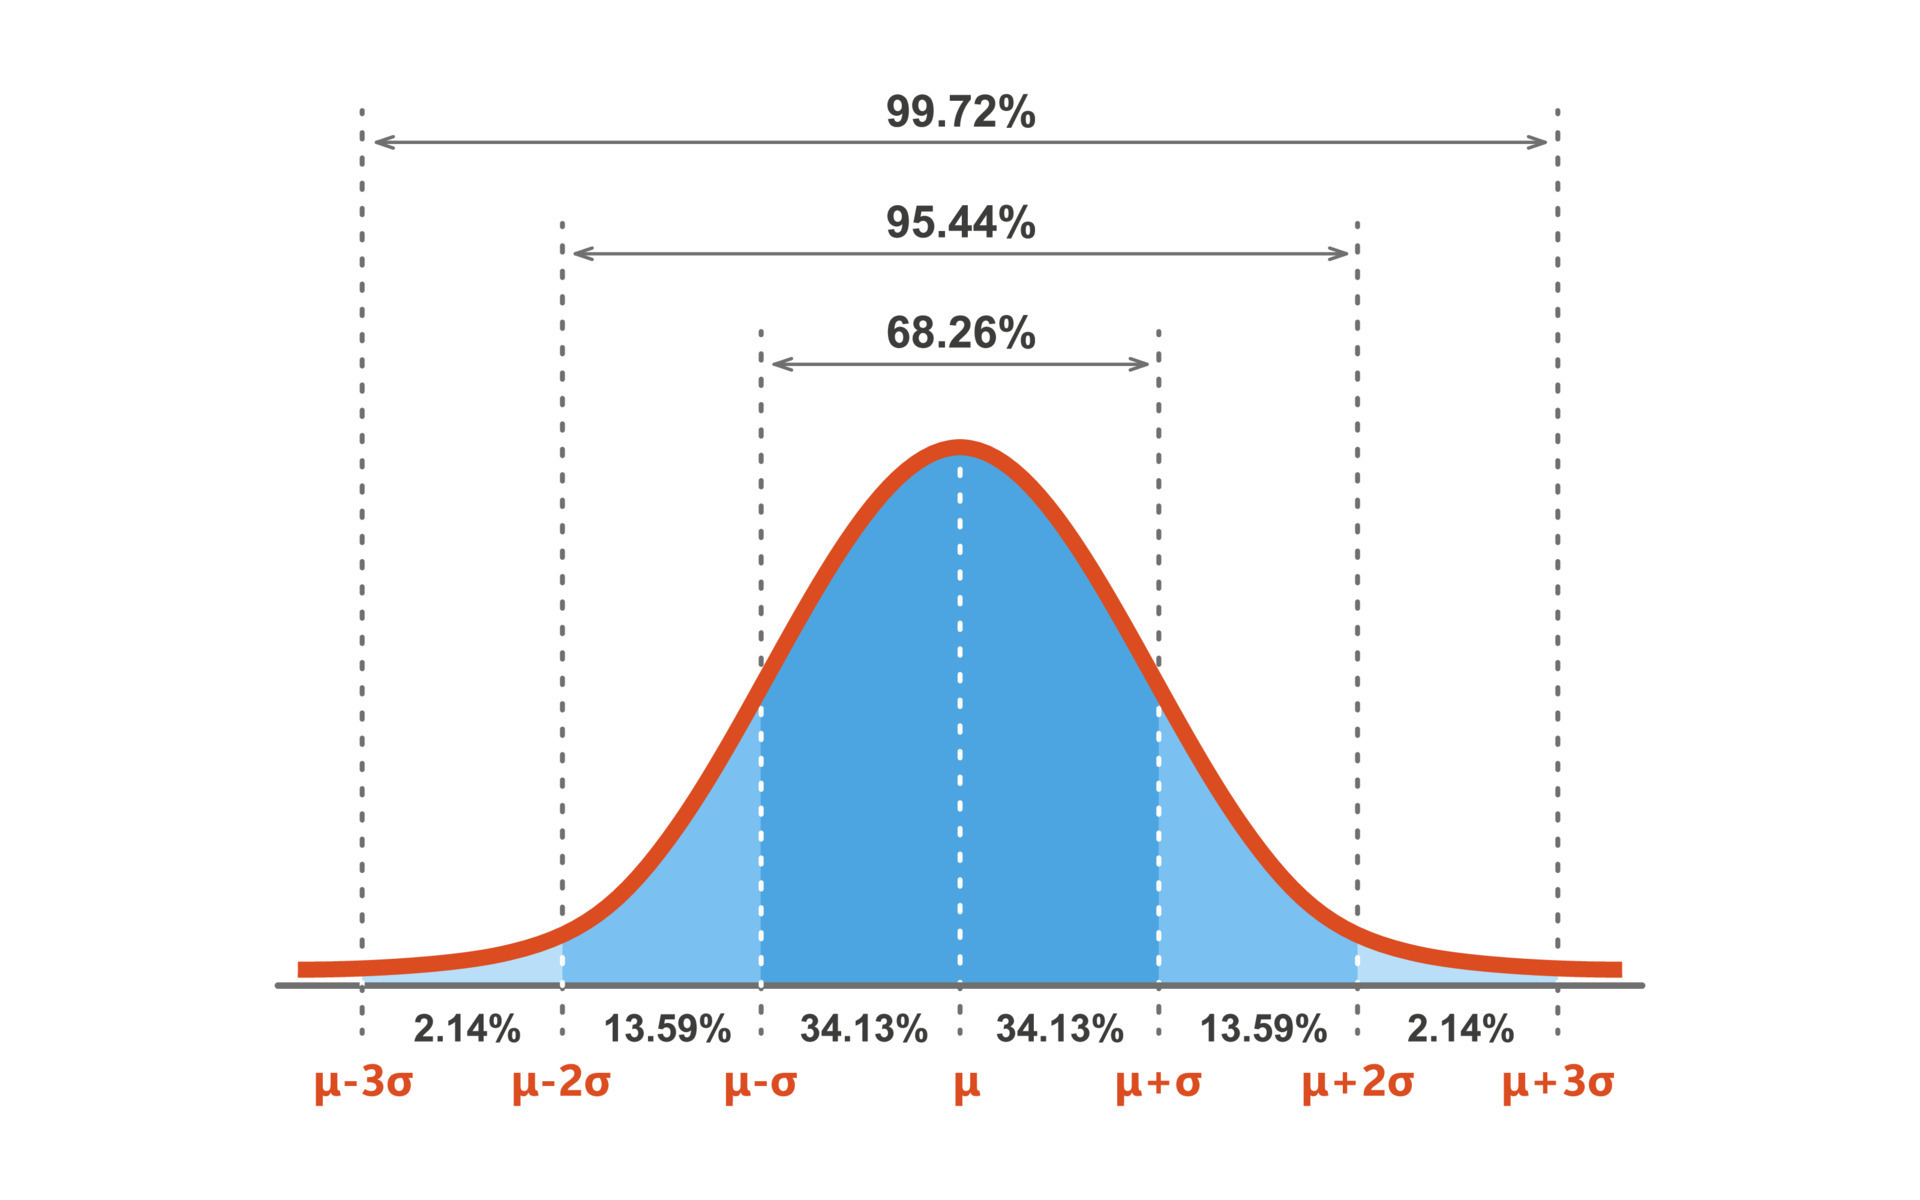 99.72%
95.44%
68.26%
2.14% 13.59% 34.13% 34.13% 13.59% 2.14%
μ-3σ μ-2σ μ-σ μ μ+σ μ+2σ μ+3σ